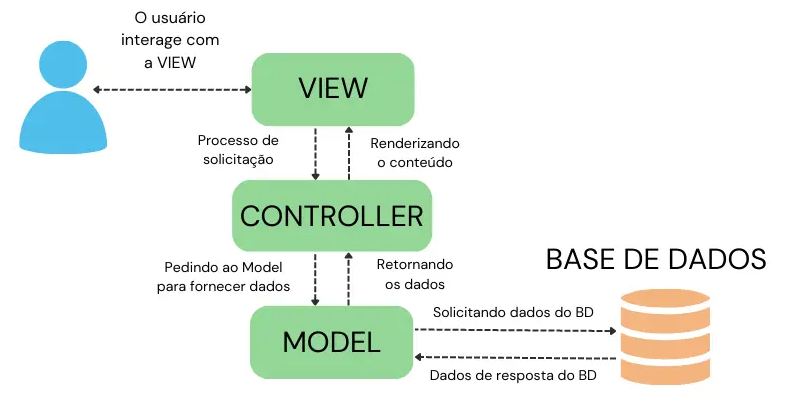 O usuário
interage com
a VIEW
VIEW
Processo de
solicitação
Renderizando
o conteúdo
CONTROLLER
Pedindo ao Model
para fornecer dados
Retornando
os dados
BASE DE DADOS
MODEL
Solicitando dados do BD
Dados de resposta do BD